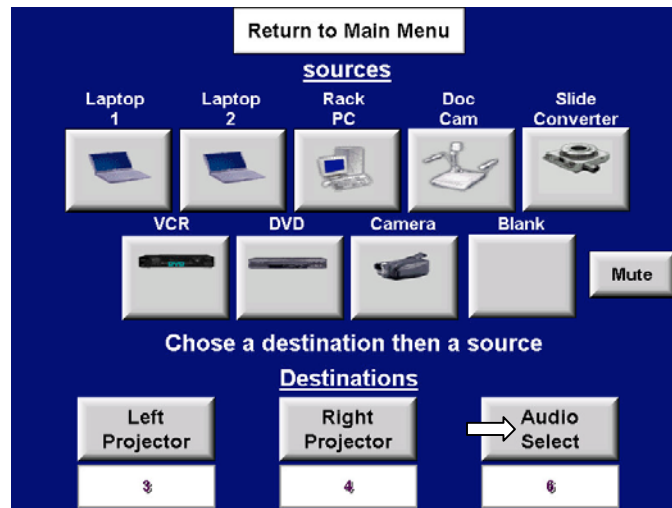 Return to Main Menu
sources
Laptop 1
Laptop 2
Rack PC
Doc Cam
Slide Converter
VCR
DVD
Camera
Blank
Mute
Chose a destination then a source
Destinations
Left
Projector
Right
Projector
Audio
Select
3
4
6